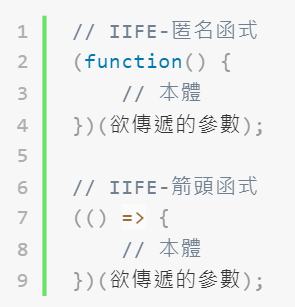 1 // IIFE-匿名函式
2 (function() {
3     // 本體
4 })(欲傳遞的參數);
5
6 // IIFE-箭頭函式
7 (() => {
8     // 本體
9 })(欲傳遞的參數);